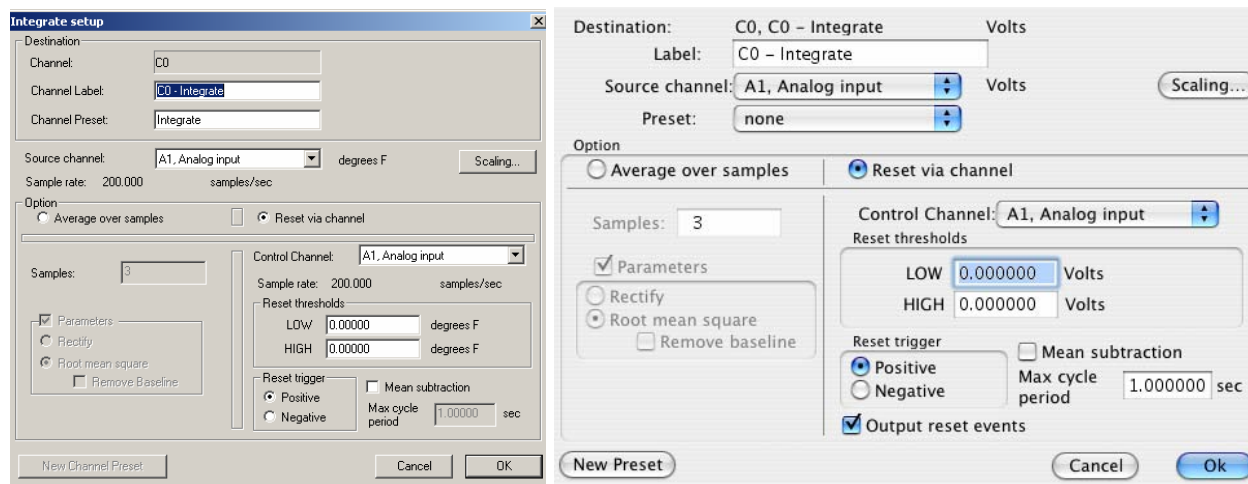 Integrate setup
Destination
Channel: C0
Channel Label: C0 - Integrate
Channel Preset: Integrate
Source channel: A1, Analog input degrees F Scaling...
Sample rate: 200.000 samples/sec
Option
Average over samples Reset via channel
Samples: 3
Parameters
Rectify
Root mean square
Remove Baseline
Control Channel: A1, Analog input
Sample rate: 200.000 samples/sec
Reset thresholds
LOW 0.00000 degrees F
HIGH 0.00000 degrees F
Reset trigger
Positive
Negative
Mean subtraction
Max cycle
period 1.00000 sec
New Channel Preset Cancel OK
Destination: C0, C0 – Integrate Volts
Label: C0 – Integrate
Source channel: A1, Analog input Volts Scaling...
Preset: none
Option
Average over samples Reset via channel
Samples: 3
Parameters
Rectify
Root mean square
Remove baseline
Control Channel: A1, Analog input
Reset thresholds
LOW 0.000000 Volts
HIGH 0.000000 Volts
Reset trigger
Positive
Negative
Mean subtraction
Max cycle
period 1.000000 sec
Output reset events
New Preset Cancel Ok